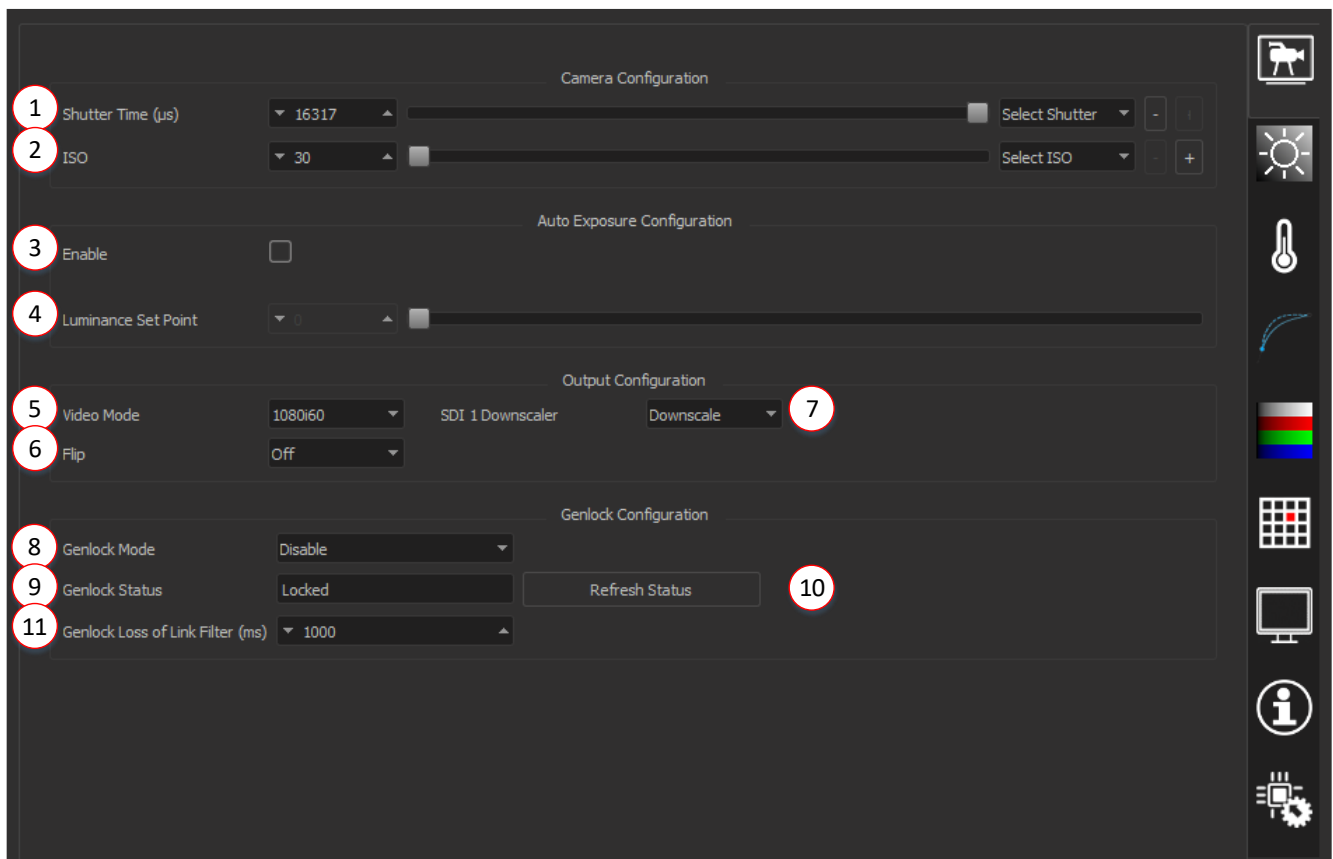 Camera Configuration
1 Shutter Time (µs) 16317 Select Shutter - +
2 ISO 30 Select ISO - +
Auto Exposure Configuration
3 Enable
4 Luminance Set Point 0
Output Configuration
5 Video Mode 1080i60 SDI 1 Downscaler Downscale 7
6 Flip Off
Genlock Configuration
8 Genlock Mode Disable
9 Genlock Status Locked Refresh Status 10
11 Genlock Loss of Link Filter (ms) 1000